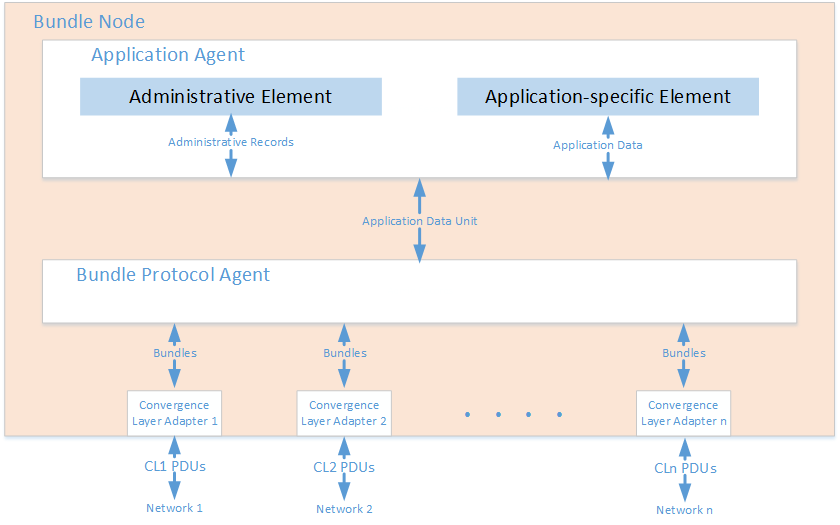 Bundle Node
Application Agent
Administrative Element
Application-specific Element
Administrative Records
Application Data
Application Data Unit
Bundle Protocol Agent
Bundles
Bundles
Bundles
Convergence
Layer Adapter 1
Convergence
Layer Adapter 2
. . . .
Convergence
Layer Adapter n
CL1 PDUs
CL2 PDUs
CLn PDUs
Network 1
Network 2
Network n